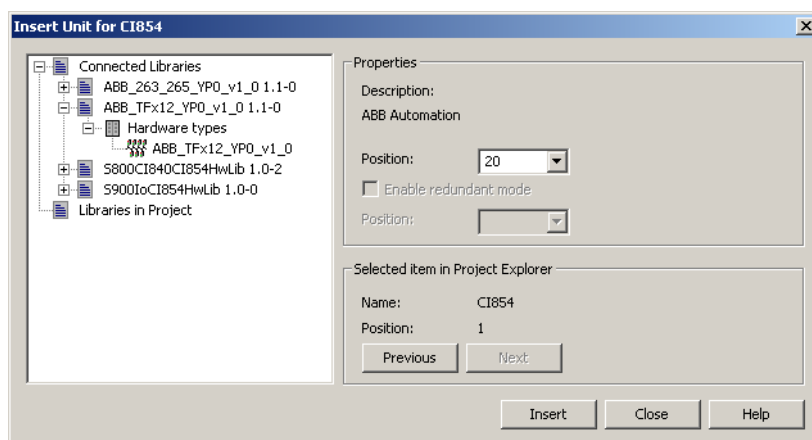 Insert Unit for CI854
Connected Libraries
ABB_263_265_YP0_v1_0 1.1-0
ABB_TFx12_YP0_v1_0 1.1-0
Hardware types
ABB_TFx12_YP0_v1_0
S800CI840CI854HwLib 1.0-2
S900IoCI854HwLib 1.0-0
Libraries in Project
Properties
Description:
ABB Automation
Position: 20
Enable redundant mode
Position:
Selected item in Project Explorer
Name: CI854
Position: 1
Previous Next
Insert Close Help